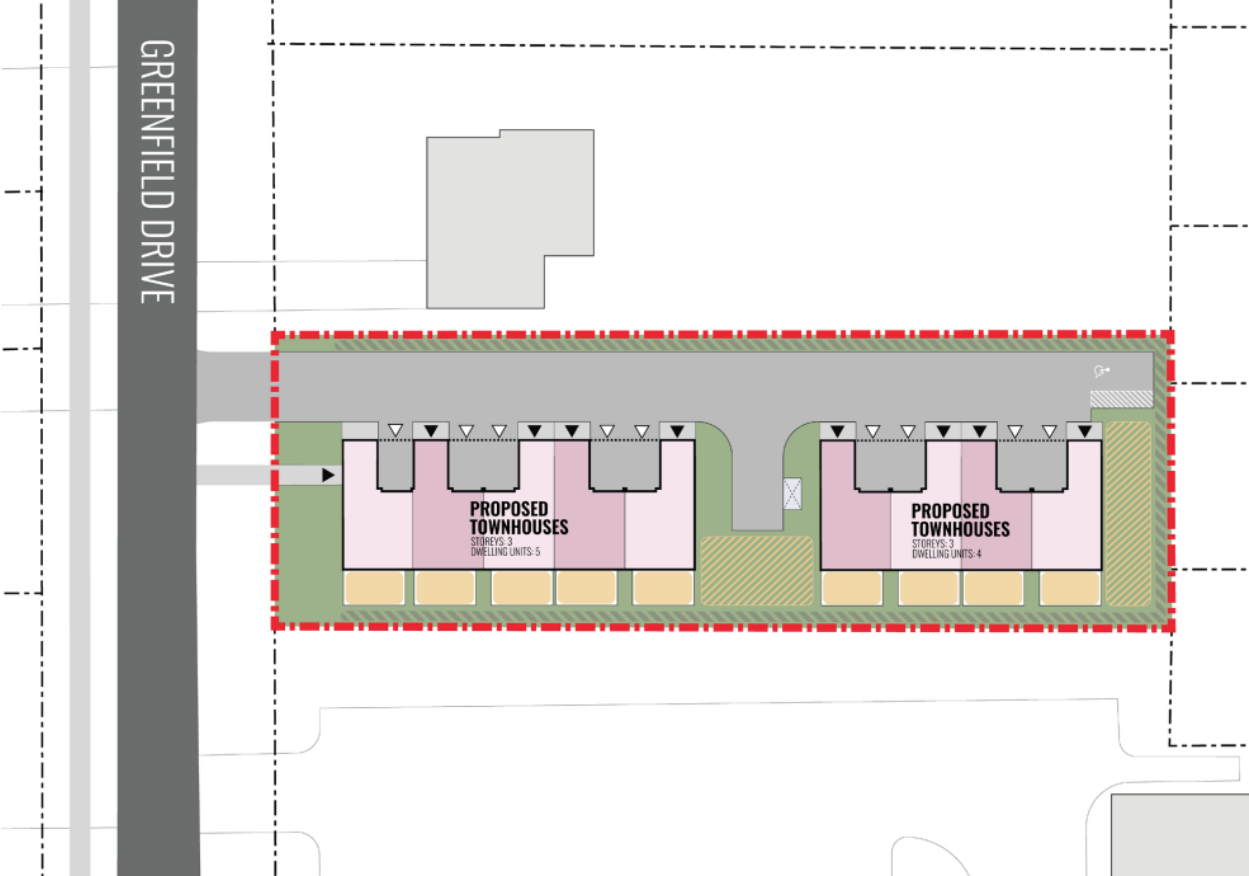 GREENFIELD DRIVE
PROPOSED
TOWNHOUSES
STOREYS: 3
DWELLING UNITS: 5
PROPOSED
TOWNHOUSES
STOREYS: 3
DWELLING UNITS: 4